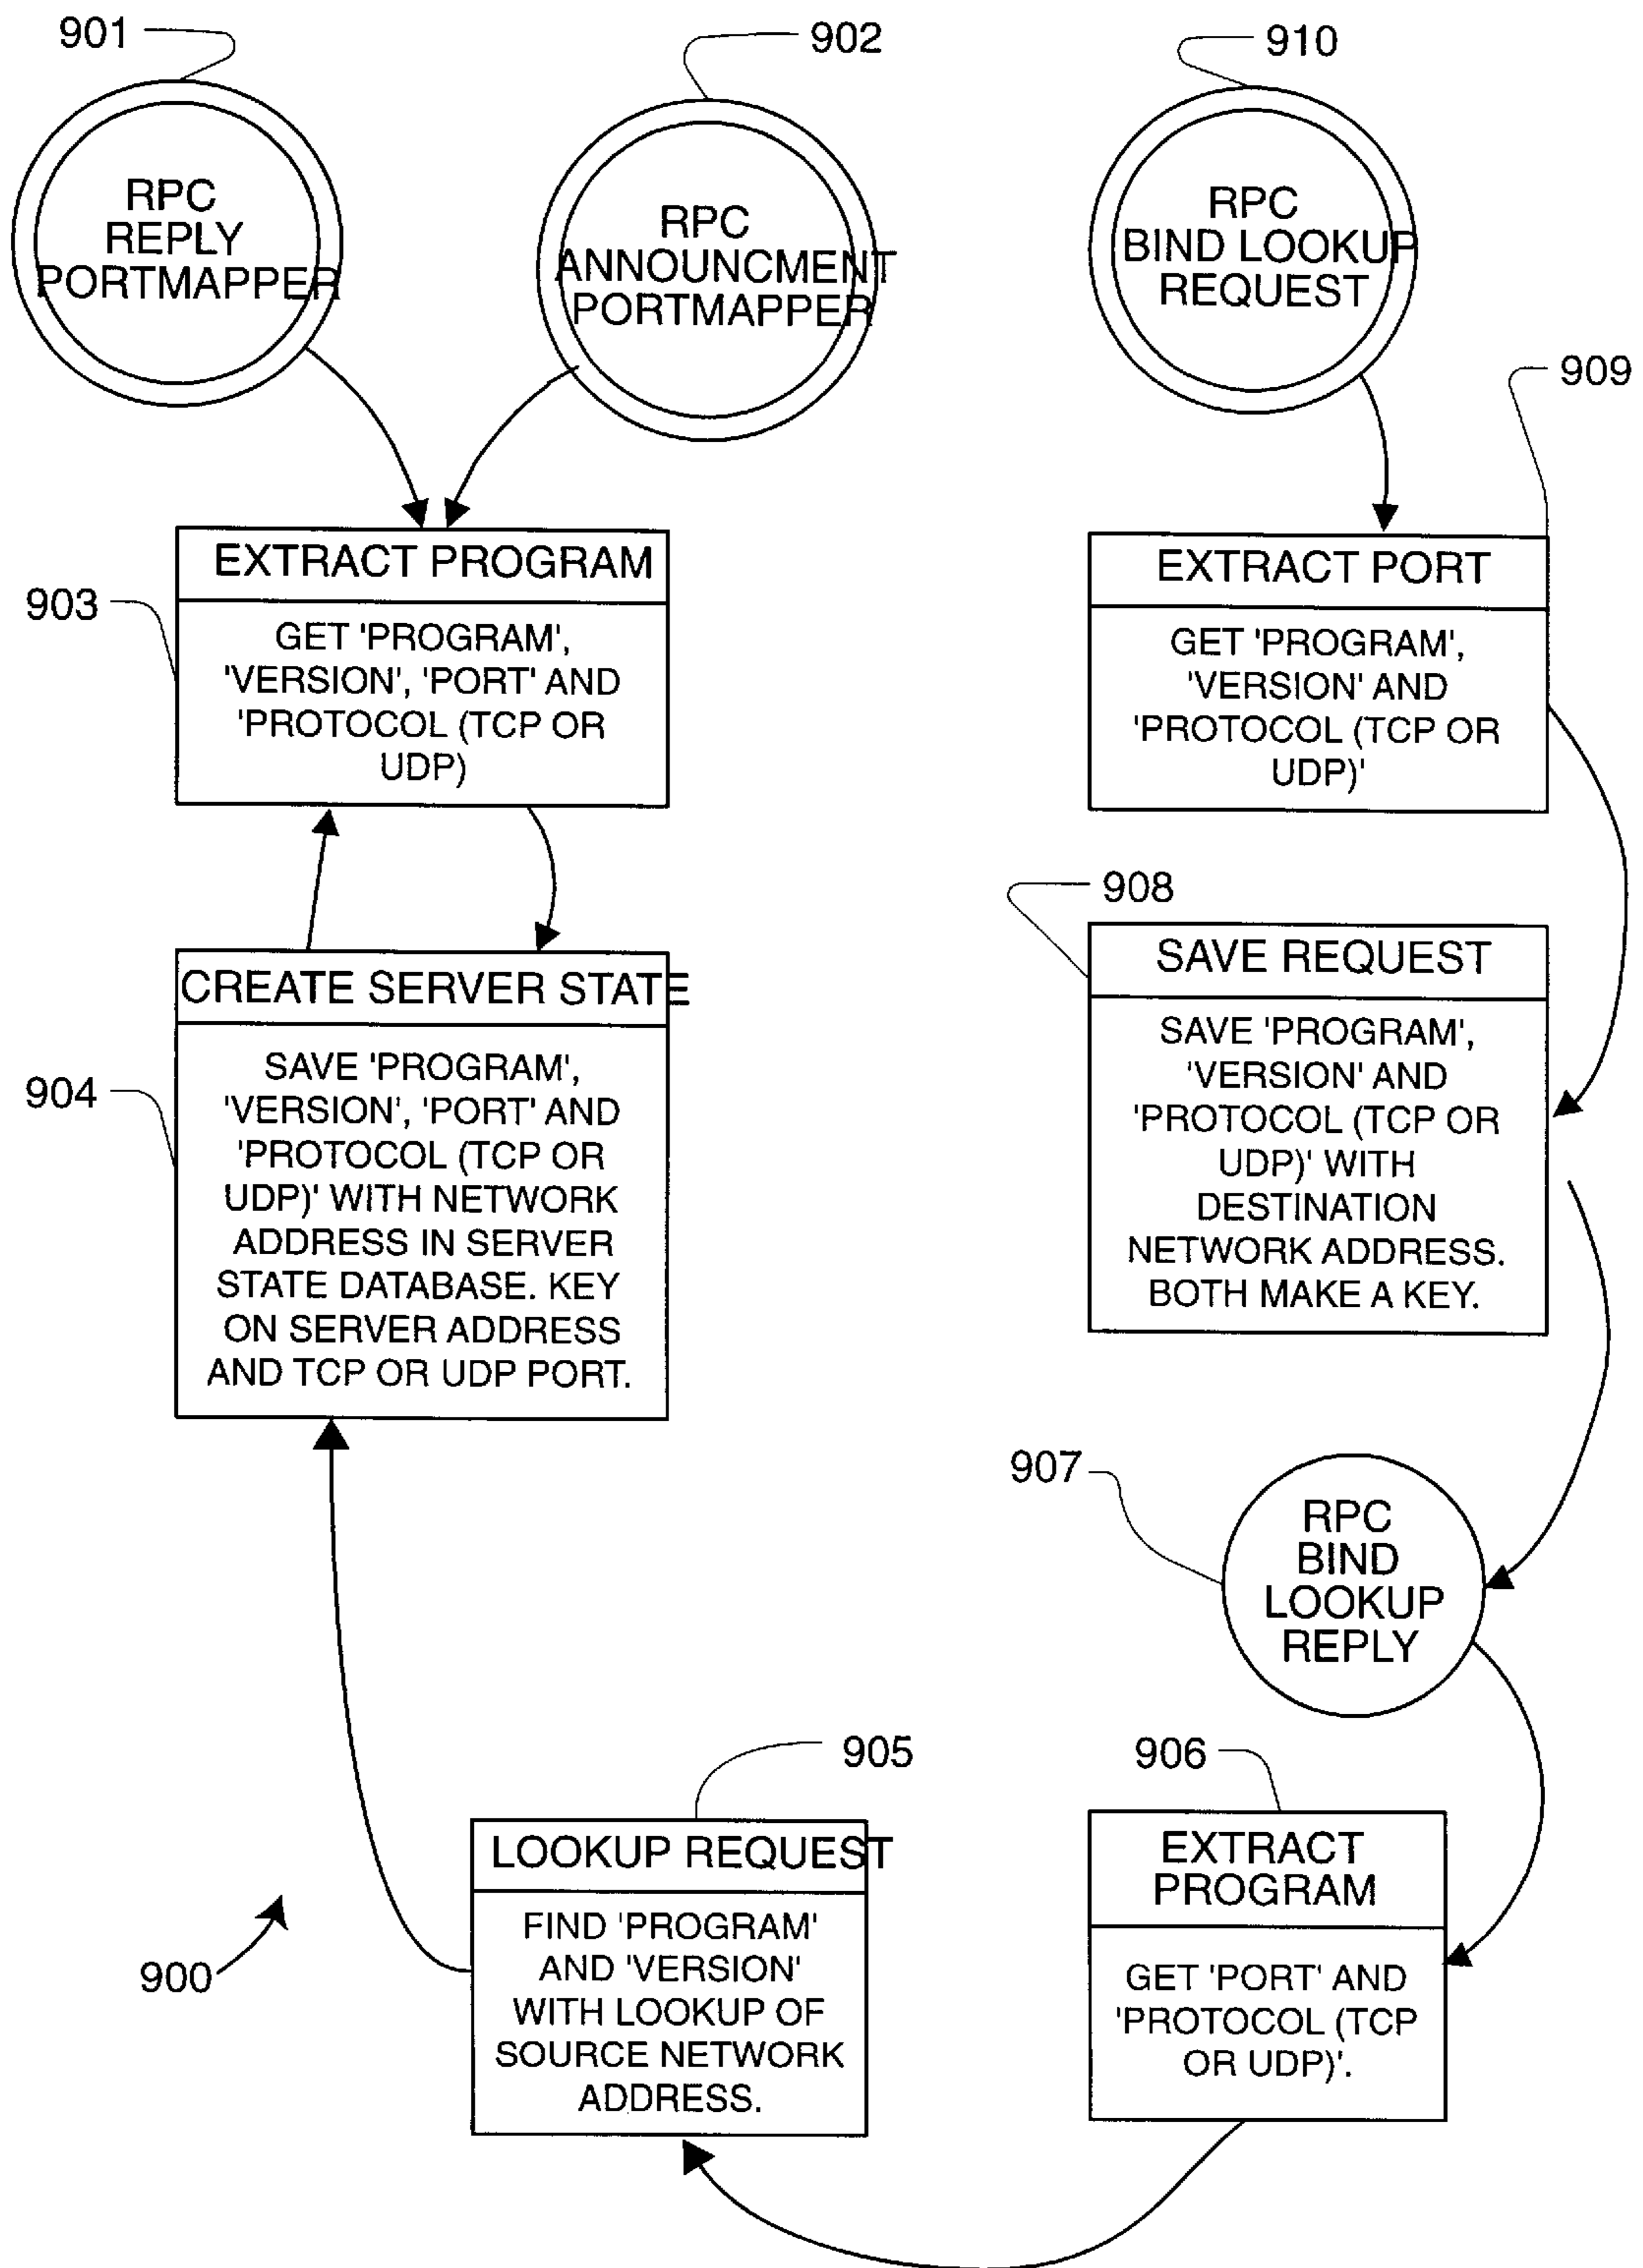 901
902
910
RPC
REPLY
PORTMAPPER
RPC
ANNOUNCMENT
PORTMAPPER
RPC
BIND LOOKUP
REQUEST
909
EXTRACT PROGRAM
903
GET 'PROGRAM',
'VERSION', 'PORT' AND
'PROTOCOL (TCP OR
UDP)
EXTRACT PORT
GET 'PROGRAM',
'VERSION' AND
'PROTOCOL (TCP OR
UDP)'
908
CREATE SERVER STATE
904
SAVE 'PROGRAM',
'VERSION', 'PORT' AND
'PROTOCOL (TCP OR
UDP)' WITH NETWORK
ADDRESS IN SERVER
STATE DATABASE. KEY
ON SERVER ADDRESS
AND TCP OR UDP PORT.
SAVE REQUEST
SAVE 'PROGRAM',
'VERSION' AND
'PROTOCOL (TCP OR
UDP)' WITH
DESTINATION
NETWORK ADDRESS.
BOTH MAKE A KEY.
907
RPC
BIND
LOOKUP
REPLY
905
906
LOOKUP REQUEST
FIND 'PROGRAM'
AND 'VERSION'
WITH LOOKUP OF
SOURCE NETWORK
ADDRESS.
EXTRACT
PROGRAM
GET 'PORT' AND
'PROTOCOL (TCP
OR UDP)'.
900